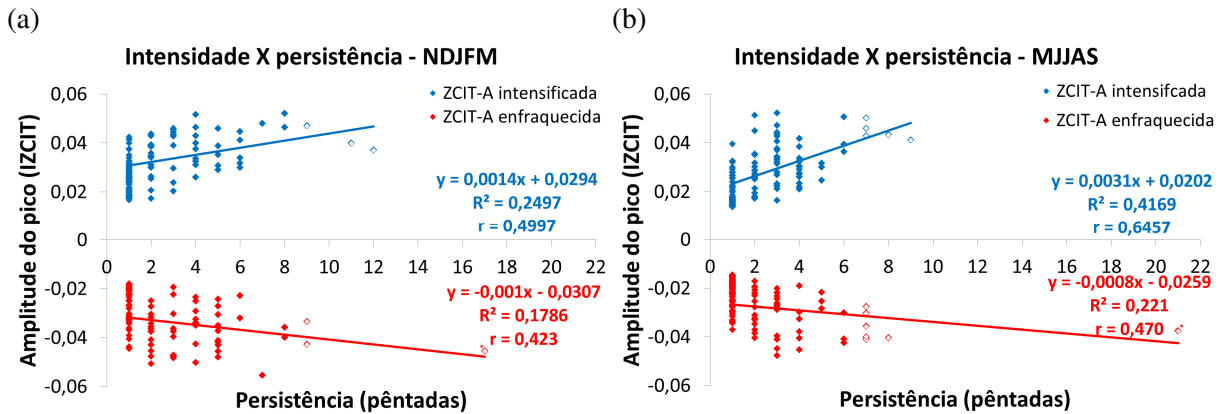 (a)
Intensidade X persistência - NDJFM
ZCIT-A intensificada
ZCIT-A enfraquecida
Amplitude do pico (IZCIT)
0,06
0,04
0,02
0
-0,02
-0,04
-0,06
0 2 4 6 8 10 12 14 16 18 20 22
y = 0,0014x + 0,0294
R² = 0,2497
r = 0,4997
y = -0,001x - 0,0307
R² = 0,1786
r = 0,423
Persistência (pêntadas)
(b)
Intensidade X persistência - MJJAS
ZCIT-A intensifcada
ZCIT-A enfraquecida
Amplitude do pico (IZCIT)
0,06
0,04
0,02
0
-0,02
-0,04
-0,06
0 2 4 6 8 10 12 14 16 18 20 22
y = 0,0031x + 0,0202
R² = 0,4169
r = 0,6457
y = -0,0008x - 0,0259
R² = 0,221
r = 0,470
Persistência (pêntadas)